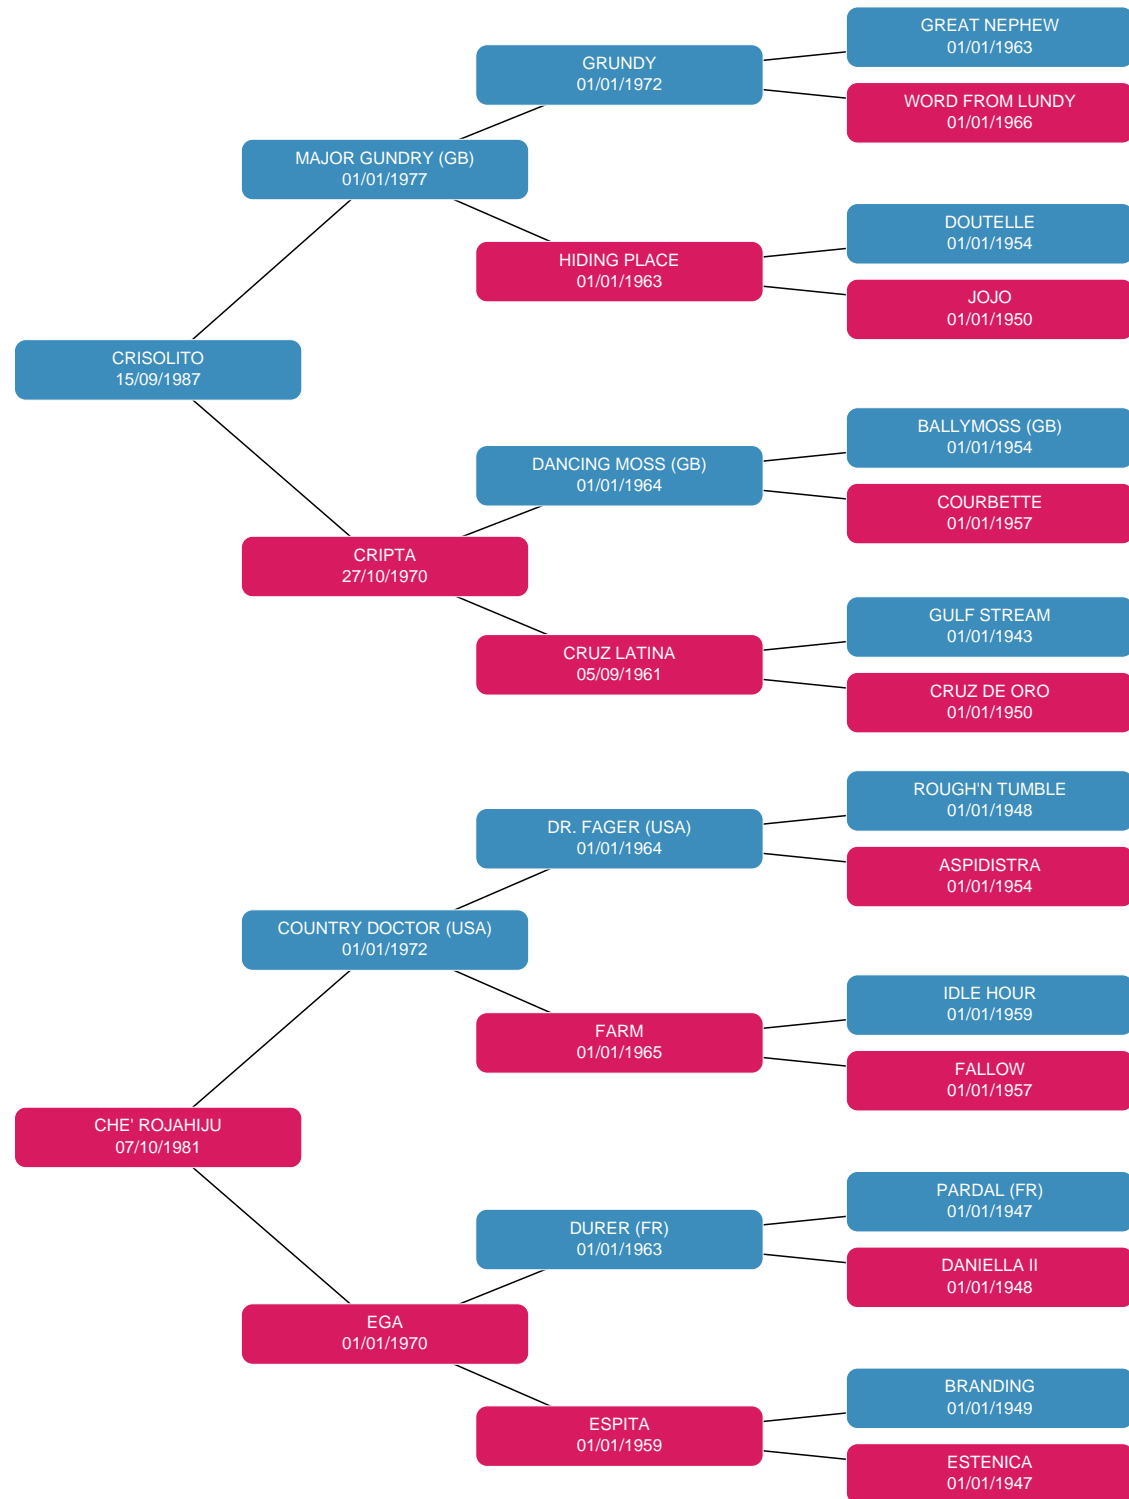 GREAT NEPHEW
01/01/1963
GRUNDY
01/01/1972
WORD FROM LUNDY
01/01/1966
MAJOR GUNDRY (GB)
01/01/1977
DOUTELLE
01/01/1954
HIDING PLACE
01/01/1963
JOJO
01/01/1950
CRISOLITO
15/09/1987
BALLYMOSS (GB)
01/01/1954
DANCING MOSS (GB)
01/01/1964
COURBETTE
01/01/1957
CRIPTA
27/10/1970
GULF STREAM
01/01/1943
CRUZ LATINA
05/09/1961
CRUZ DE ORO
01/01/1950
ROUGH'N TUMBLE
01/01/1948
DR. FAGER (USA)
01/01/1964
ASPIDISTRA
01/01/1954
COUNTRY DOCTOR (USA)
01/01/1972
IDLE HOUR
01/01/1959
FARM
01/01/1965
FALLOW
01/01/1957
CHE' ROJAHIJU
07/10/1981
PARDAL (FR)
01/01/1947
DURER (FR)
01/01/1963
DANIELLA II
01/01/1948
EGA
01/01/1970
BRANDING
01/01/1949
ESPITA
01/01/1959
ESTENICA
01/01/1947